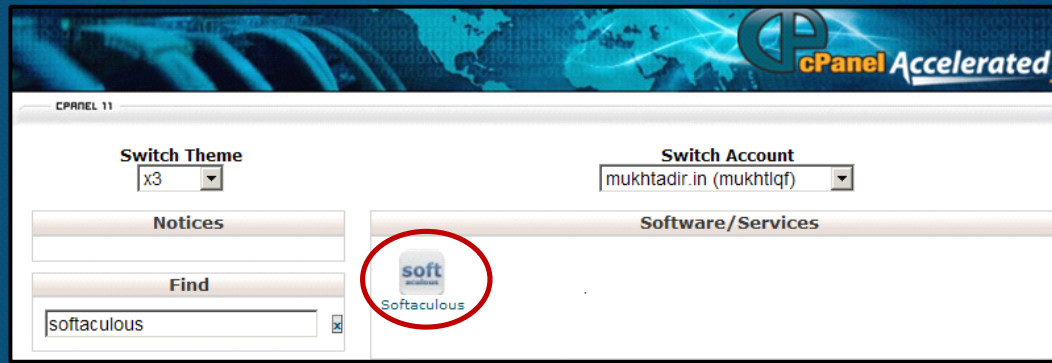 cPanel Accelerated
CPANEL 11
Switch Theme
x3
Switch Account
mukhtadir.in (mukhtlqf)
Notices
Software/Services
Find
softaculous
x
soft
aculous
Softaculous